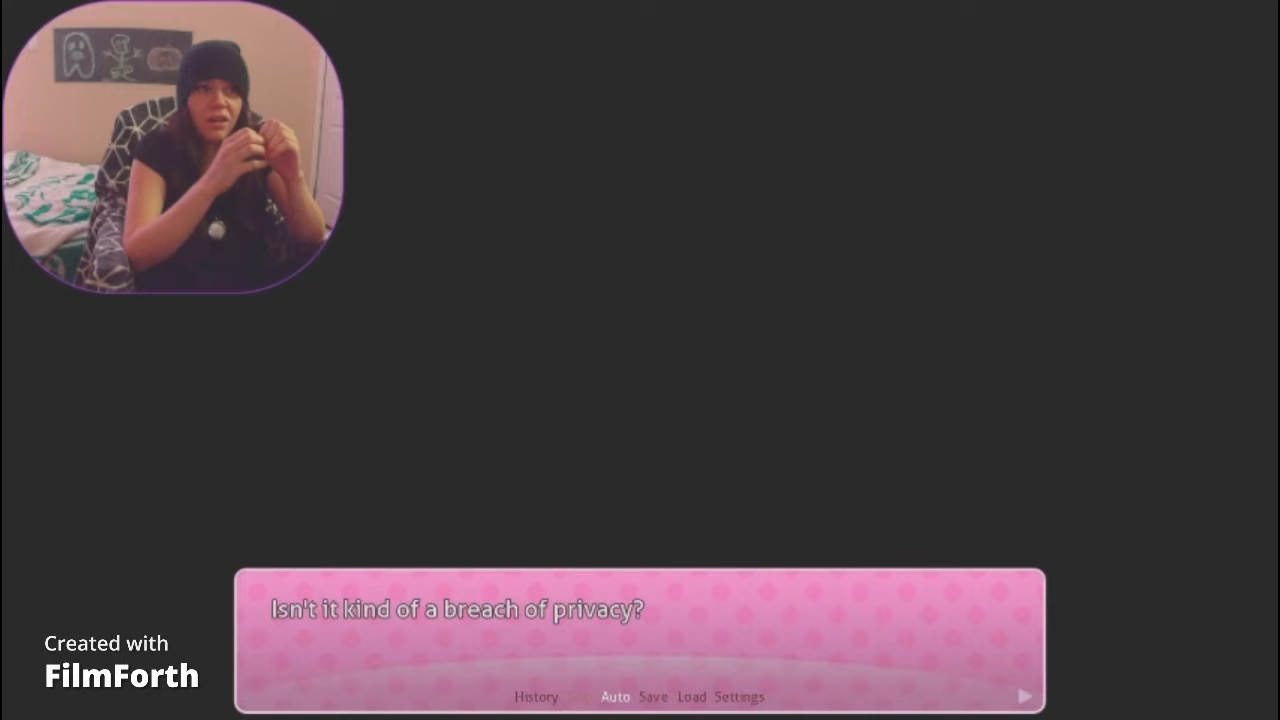 Isn't it kind of a breach of privacy?
History Auto Save Load Settings
Created with
FilmForth